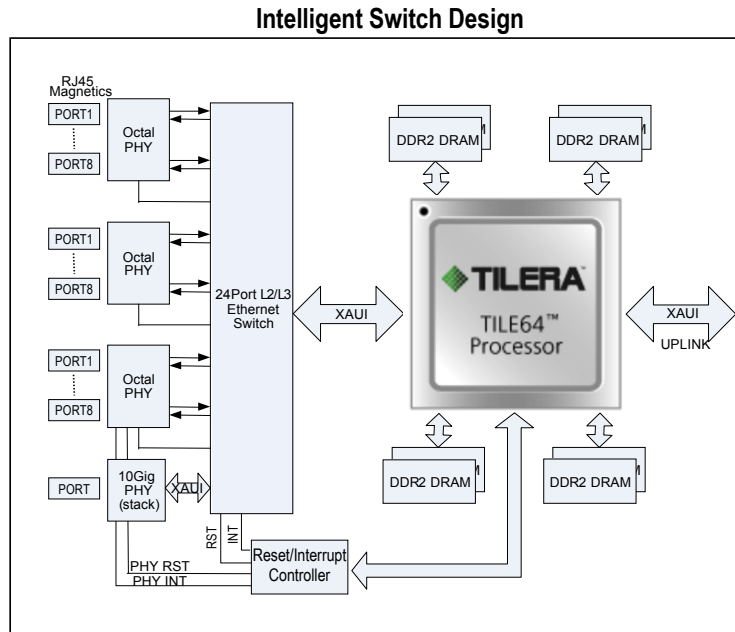 Intelligent Switch Design
RJ45
Magnetics
PORT1
PORT8
Octal
PHY
PORT1
PORT8
Octal
PHY
PORT1
PORT8
Octal
PHY
PORT
10Gig
PHY
(stack)
XAUI
24Port L2/L3
Ethernet
Switch
RST
INT
PHY RST
PHY INT
Reset/Interrupt
Controller
XAUI
DDR2 DRAM
M
DDR2 DRAM
M
TILERA™
TILE64™
Processor
XAUI
UPLINK
DDR2 DRAM
M
DDR2 DRAM
M